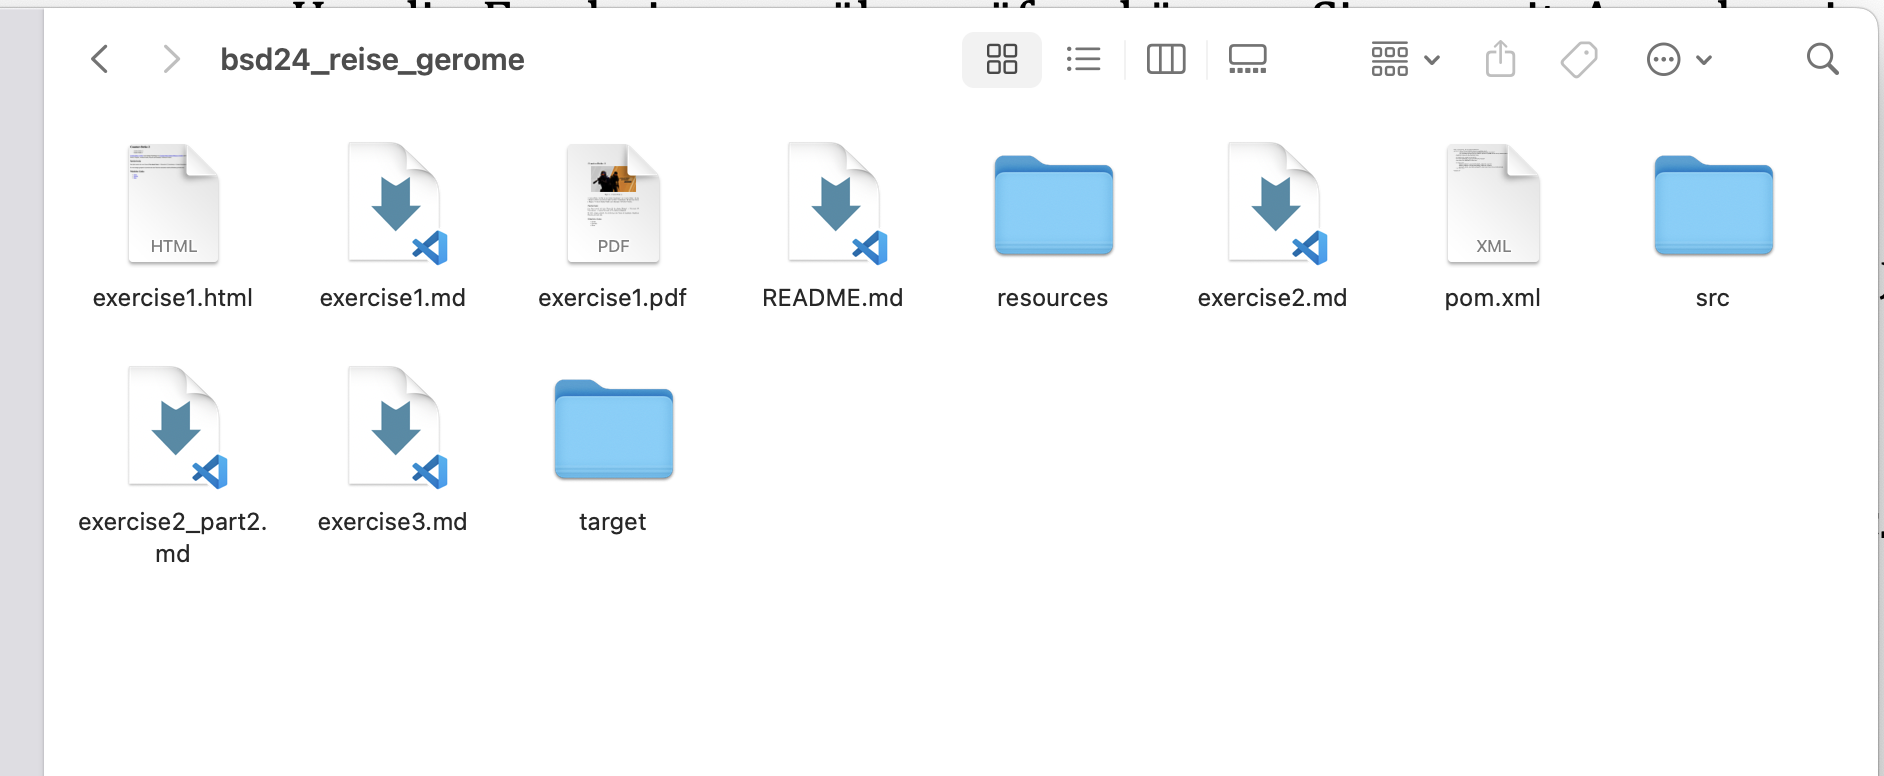 bsd24_reise_gerome
HTML
PDF
XML
exercise1.html
exercise1.md
exercise1.pdf
README.md
resources
exercise2.md
pom.xml
src
exercise2_part2.
md
exercise3.md
target